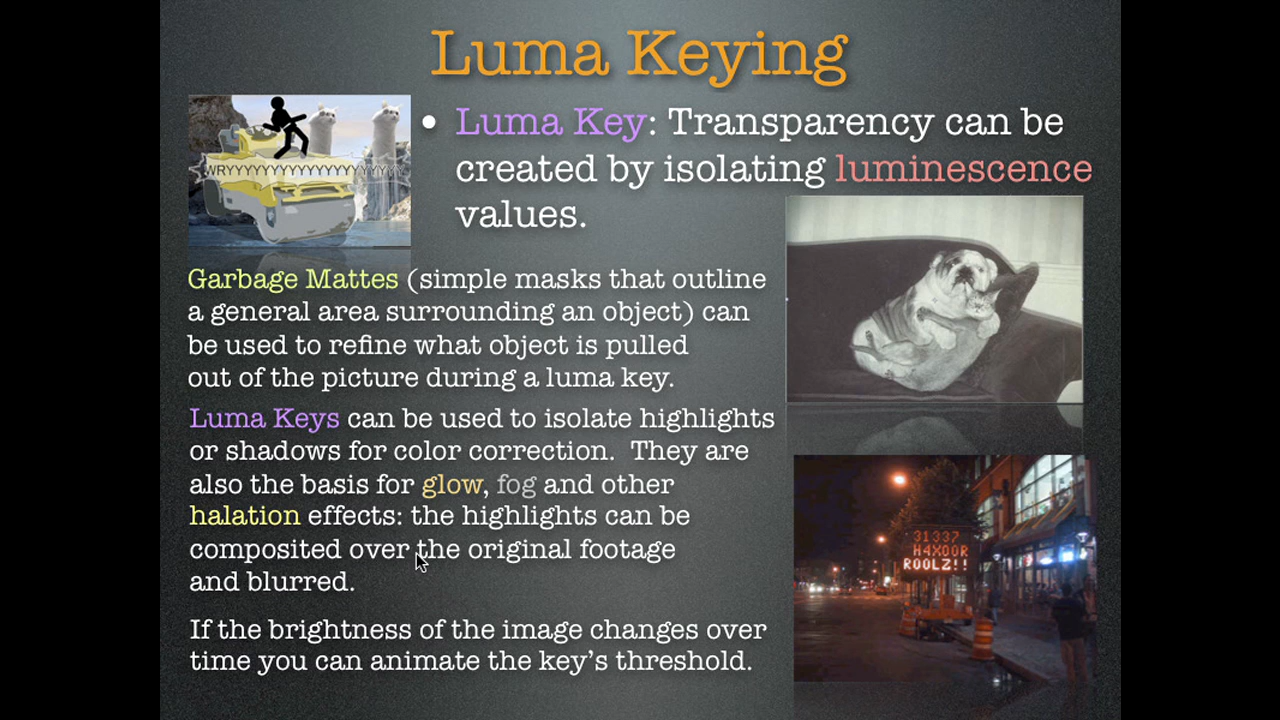 Luma Keying
WRYYYYYYYYYYYYYYYYYYYYYY
• Luma Key: Transparency can be
created by isolating luminescence
values.
Garbage Mattes (simple masks that outline
a general area surrounding an object) can
be used to refine what object is pulled
out of the picture during a luma key.
Luma Keys can be used to isolate highlights
or shadows for color correction.  They are
also the basis for glow, fog and other
halation effects: the highlights can be
composited over the original footage
and blurred.
If the brightness of the image changes over
time you can animate the key's threshold.
31337
H4X00R
ROOLZ!!